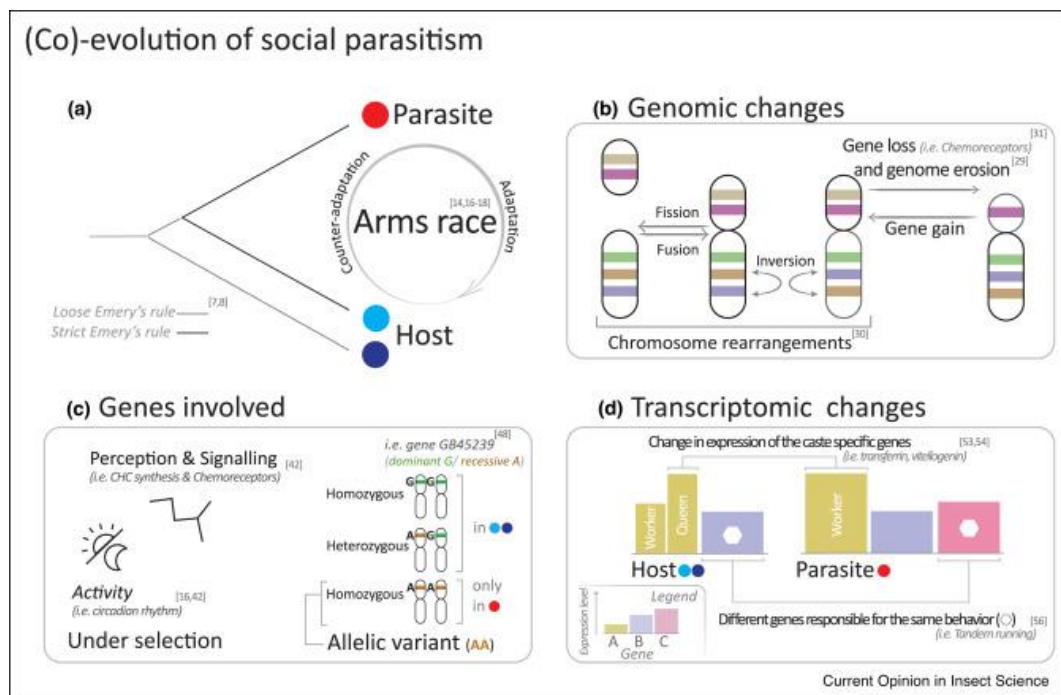 (Co)-evolution of social parasitism
(a)
Parasite
Counter-adaptation
Adaptation
[14,16-18]
Arms race
Loose Emery's rule
[7,8]
Strict Emery's rule
Host
(b) Genomic changes
[31]
Gene loss (i.e. Chemoreceptors)
and genome erosion
[29]
Fission
Fusion
Inversion
Gene gain
Chromosome rearrangements
[30]
(c) Genes involved
Perception & Signalling
[42]
(i.e. CHC synthesis & Chemoreceptors)
Activity
[16,42]
(i.e. circadian rhythm)
Under selection
[48]
i.e. gene GB45239
(dominant G/ recessive A)
Homozygous
G G
in
Heterozygous
A G
Homozygous
A A
only
in
Allelic variant (AA)
(d) Transcriptomic changes
Change in expression of the caste specific genes
[53,54]
(i.e. transferrin, vitellogenin)
Worker
Queen
Worker
Host
Parasite
Legend
Expression level
A B C
Gene
Different genes responsible for the same behavior ( )
[56]
(i.e. Tandem running)
Current Opinion in Insect Science